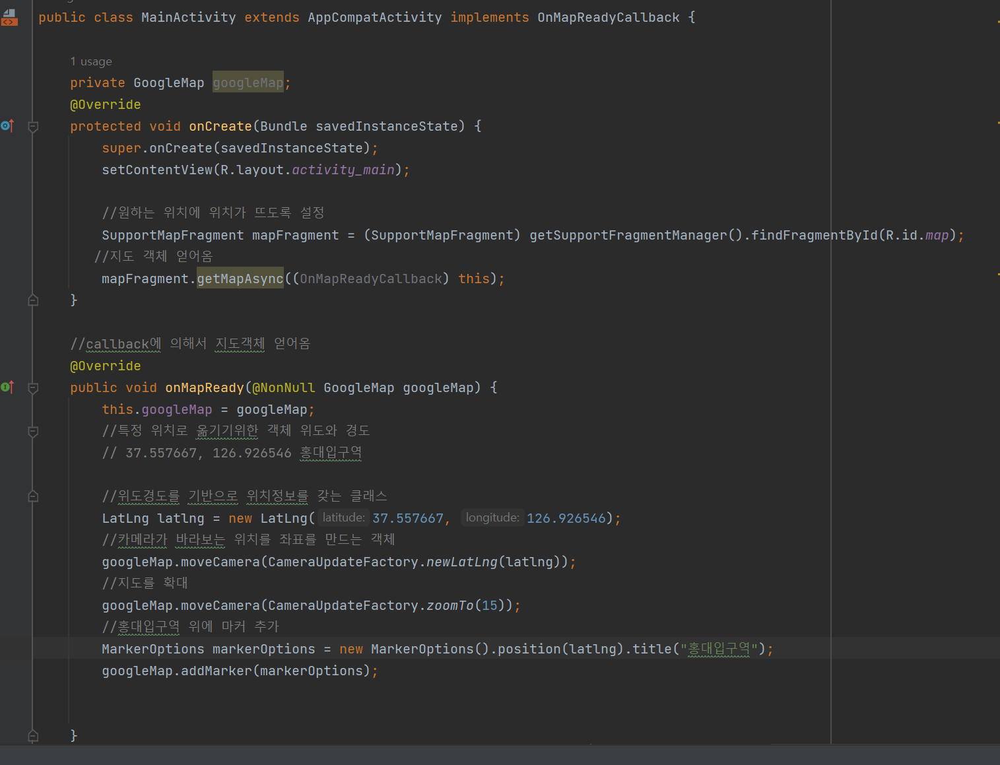 public class MainActivity extends AppCompatActivity implements OnMapReadyCallback {
1 usage
private GoogleMap googleMap;
@Override
protected void onCreate(Bundle savedInstanceState) {
super.onCreate(savedInstanceState);
setContentView(R.layout.activity_main);
//원하는 위치에 위치가 뜨도록 설정
SupportMapFragment mapFragment = (SupportMapFragment) getSupportFragmentManager().findFragmentById(R.id.map);
//지도 객체 얻어옴
mapFragment.getMapAsync((OnMapReadyCallback) this);
}
//callback에 의해서 지도객체 얻어옴
@Override
public void onMapReady(@NonNull GoogleMap googleMap) {
this.googleMap = googleMap;
//특정 위치로 옮기기위한 객체 위도와 경도
// 37.557667, 126.926546 홍대입구역
//위도경도를 기반으로 위치정보를 갖는 클래스
LatLng latlng = new LatLng( latitude: 37.557667, longitude: 126.926546);
//카메라가 바라보는 위치를 좌표를 만드는 객체
googleMap.moveCamera(CameraUpdateFactory.newLatLng(latlng));
//지도를 확대
googleMap.moveCamera(CameraUpdateFactory.zoomTo(15));
//홍대입구역 위에 마커 추가
MarkerOptions markerOptions = new MarkerOptions().position(latlng).title("홍대입구역");
googleMap.addMarker(markerOptions);
}